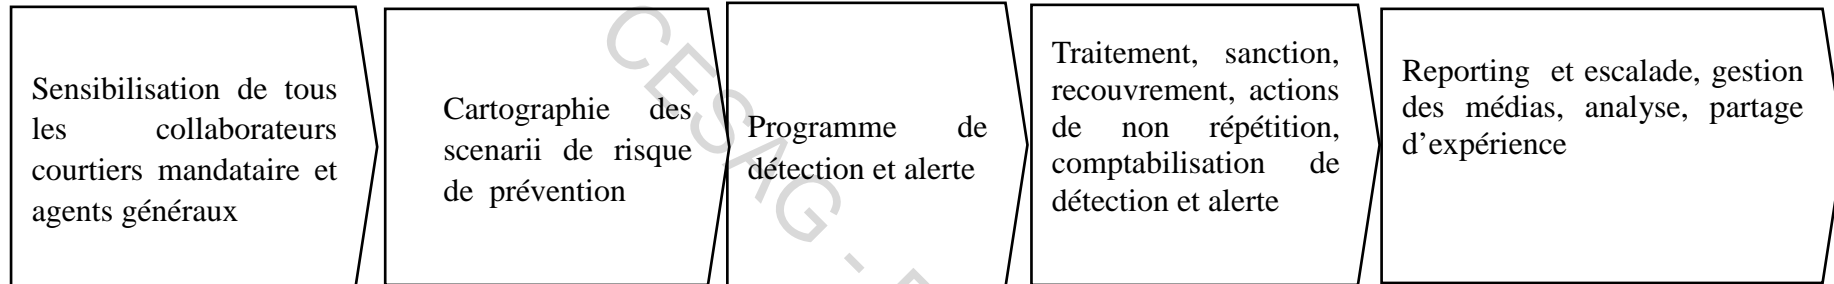 Sensibilisation de tous
les collaborateurs
courtiers mandataire et
agents généraux
Cartographie des
scenarii de risque
de prévention
Programme de
détection et alerte
Traitement, sanction,
recouvrement, actions
de non répétition,
comptabilisation de
détection et alerte
Reporting et escalade, gestion
des médias, analyse, partage
d'expérience
CESAG -